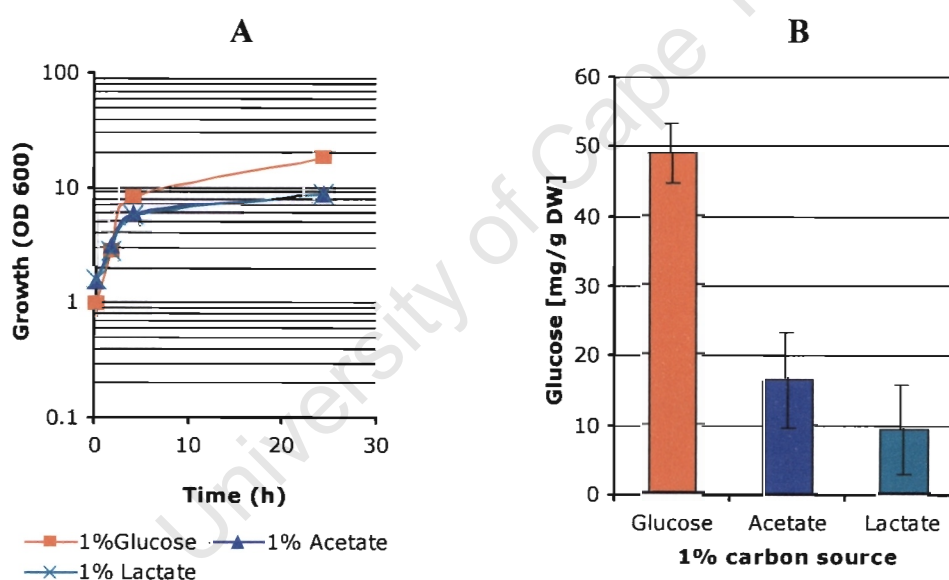 A
B
100
10
1
0.1
0 10 20 30
Growth (OD 600)
Time (h)
1%Glucose 1% Acetate
1% Lactate
60
50
40
30
20
10
0
Glucose [mg/g DW]
Glucose Acetate Lactate
1% carbon source
University of Cape